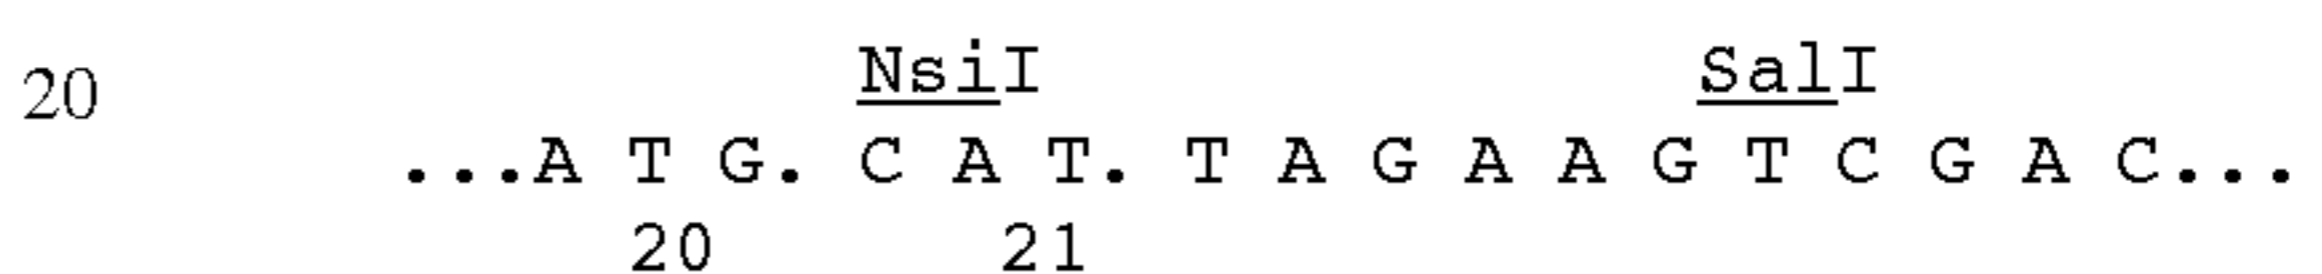 NsiI SalI
20
...A T G. C A T. T A G A A G T C G A C...
20 21